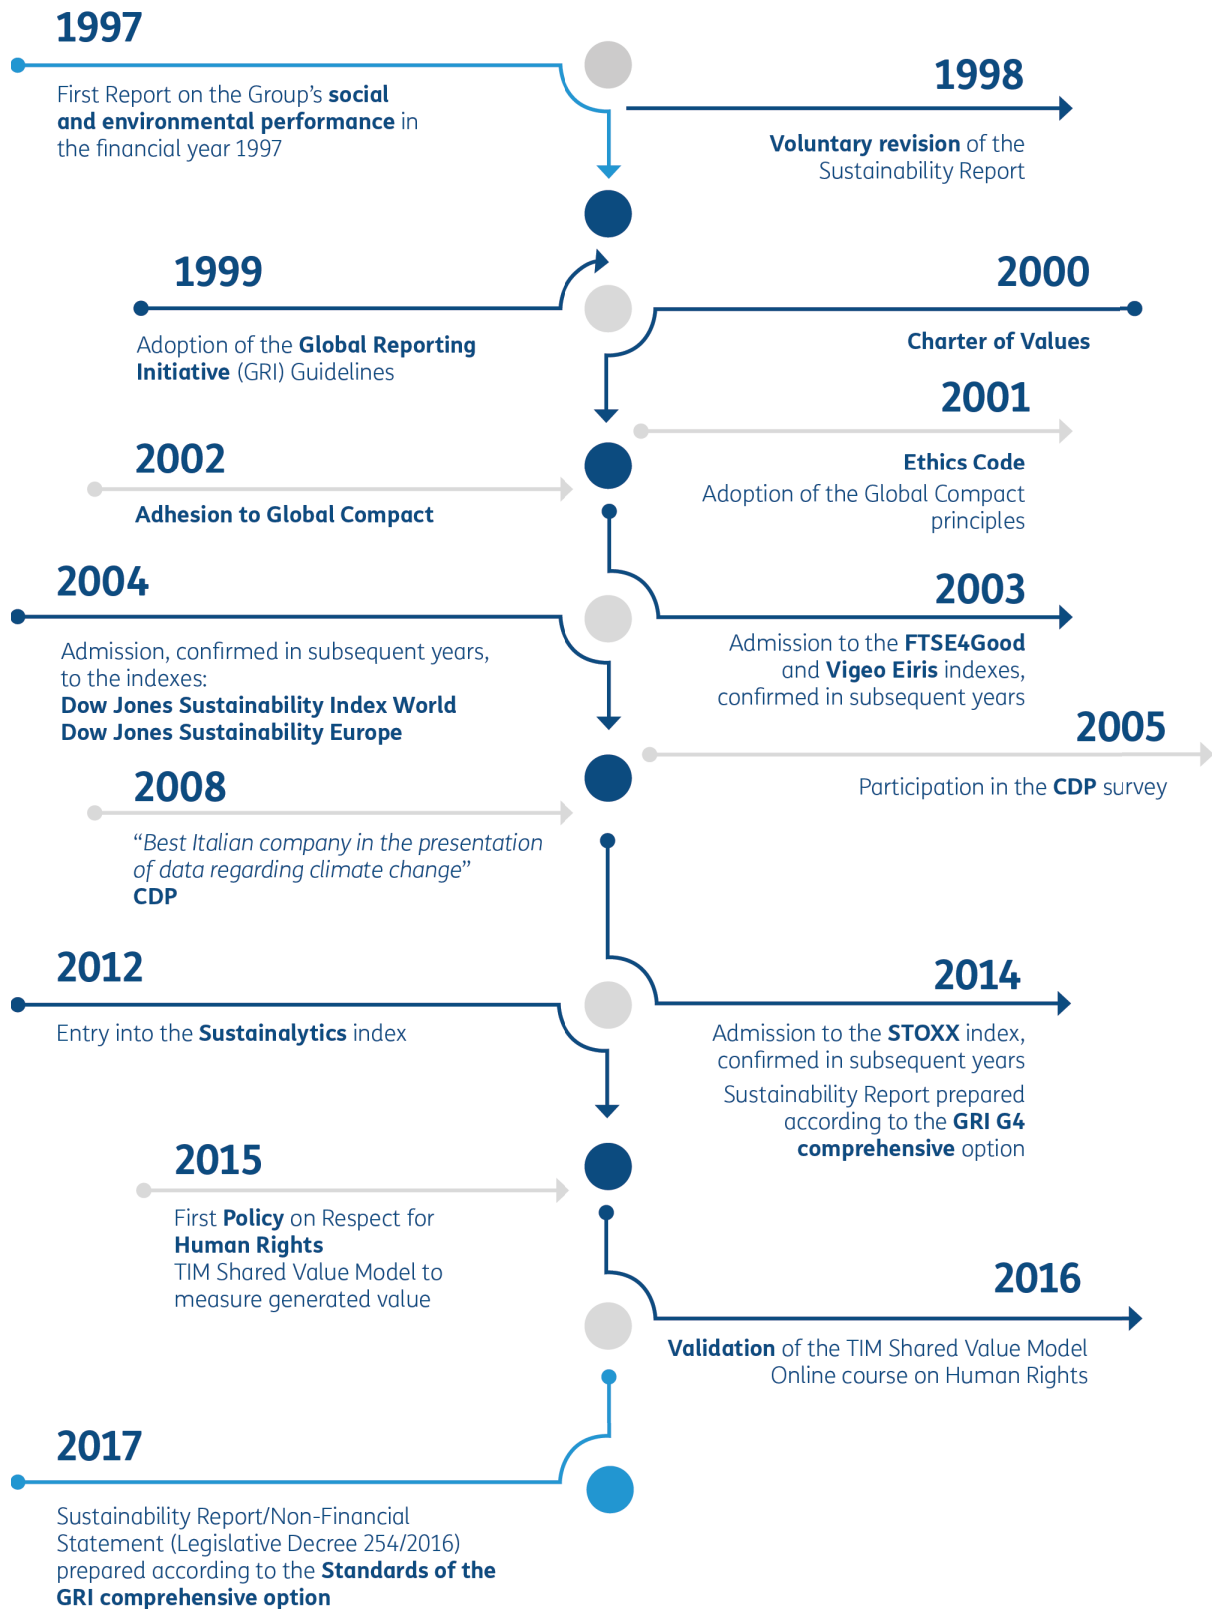 1997
First Report on the Group’s social
and environmental performance in
the financial year 1997
1998
Voluntary revision of the
Sustainability Report
1999
Adoption of the Global Reporting
Initiative (GRI) Guidelines
2000
Charter of Values
2001
Ethics Code
Adoption of the Global Compact
principles
2002
Adhesion to Global Compact
2003
Admission to the FTSE4Good
and Vigeo Eiris indexes,
confirmed in subsequent years
2004
Admission, confirmed in subsequent years,
to the indexes:
Dow Jones Sustainability Index World
Dow Jones Sustainability Europe
2005
Participation in the CDP survey
2008
“Best Italian company in the presentation
of data regarding climate change”
CDP
2012
Entry into the Sustainalytics index
2014
Admission to the STOXX index,
confirmed in subsequent years
Sustainability Report prepared
according to the GRI G4
comprehensive option
2015
First Policy on Respect for
Human Rights
TIM Shared Value Model to
measure generated value
2016
Validation of the TIM Shared Value Model
Online course on Human Rights
2017
Sustainability Report/Non-Financial
Statement (Legislative Decree 254/2016)
prepared according to the Standards of the
GRI comprehensive option